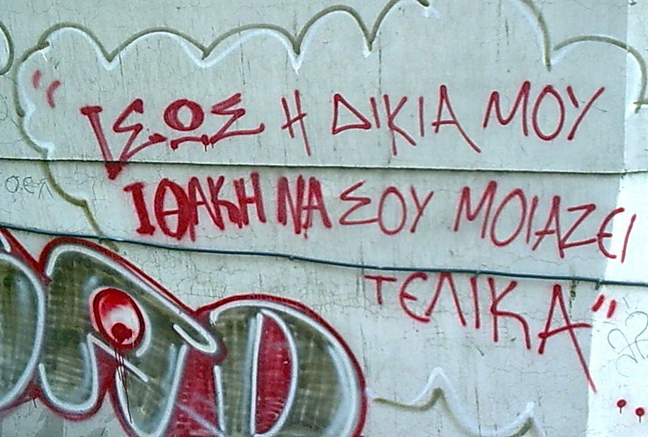 "ΙΣΩΣ Η ΔΙΚΙΑ ΜΟΥ
ΙΘΑΚΗ ΝΑ ΣΟΥ ΜΟΙΑΖΕΙ
ΤΕΛΙΚΑ"